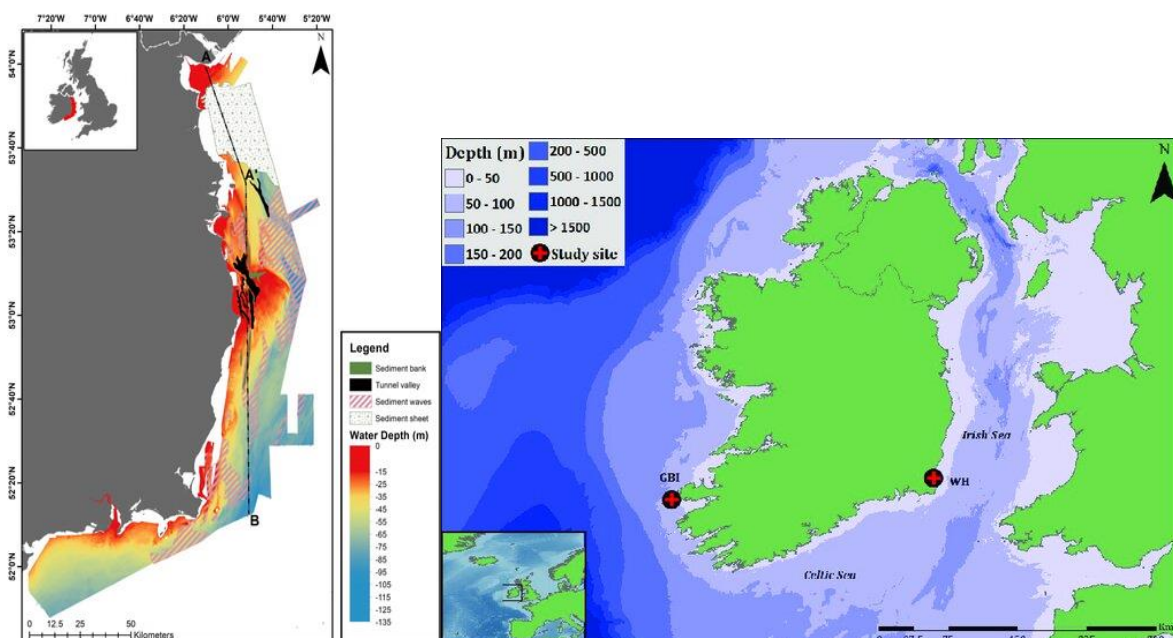 7°20'W 7°0'W 6°40'W 6°20'W 6°0'W 5°40'W 5°20'W
N
54°0'N
53°40'N
53°20'N
53°0'N
52°40'N
52°20'N
52°0'N
A
A'
B
0 12.5 25 50
Kilometers
Legend
Sediment bank
Tunnel valley
Sediment waves
Sediment sheet
Water Depth (m)
0
-15
-25
-35
-45
-55
-65
-75
-85
-95
-105
-125
-135
Depth (m)
0 - 50
50 - 100
100 - 150
150 - 200
200 - 500
500 - 1000
1000 - 1500
> 1500
Study site
N
Irish Sea
GBI
WH
Celtic Sea